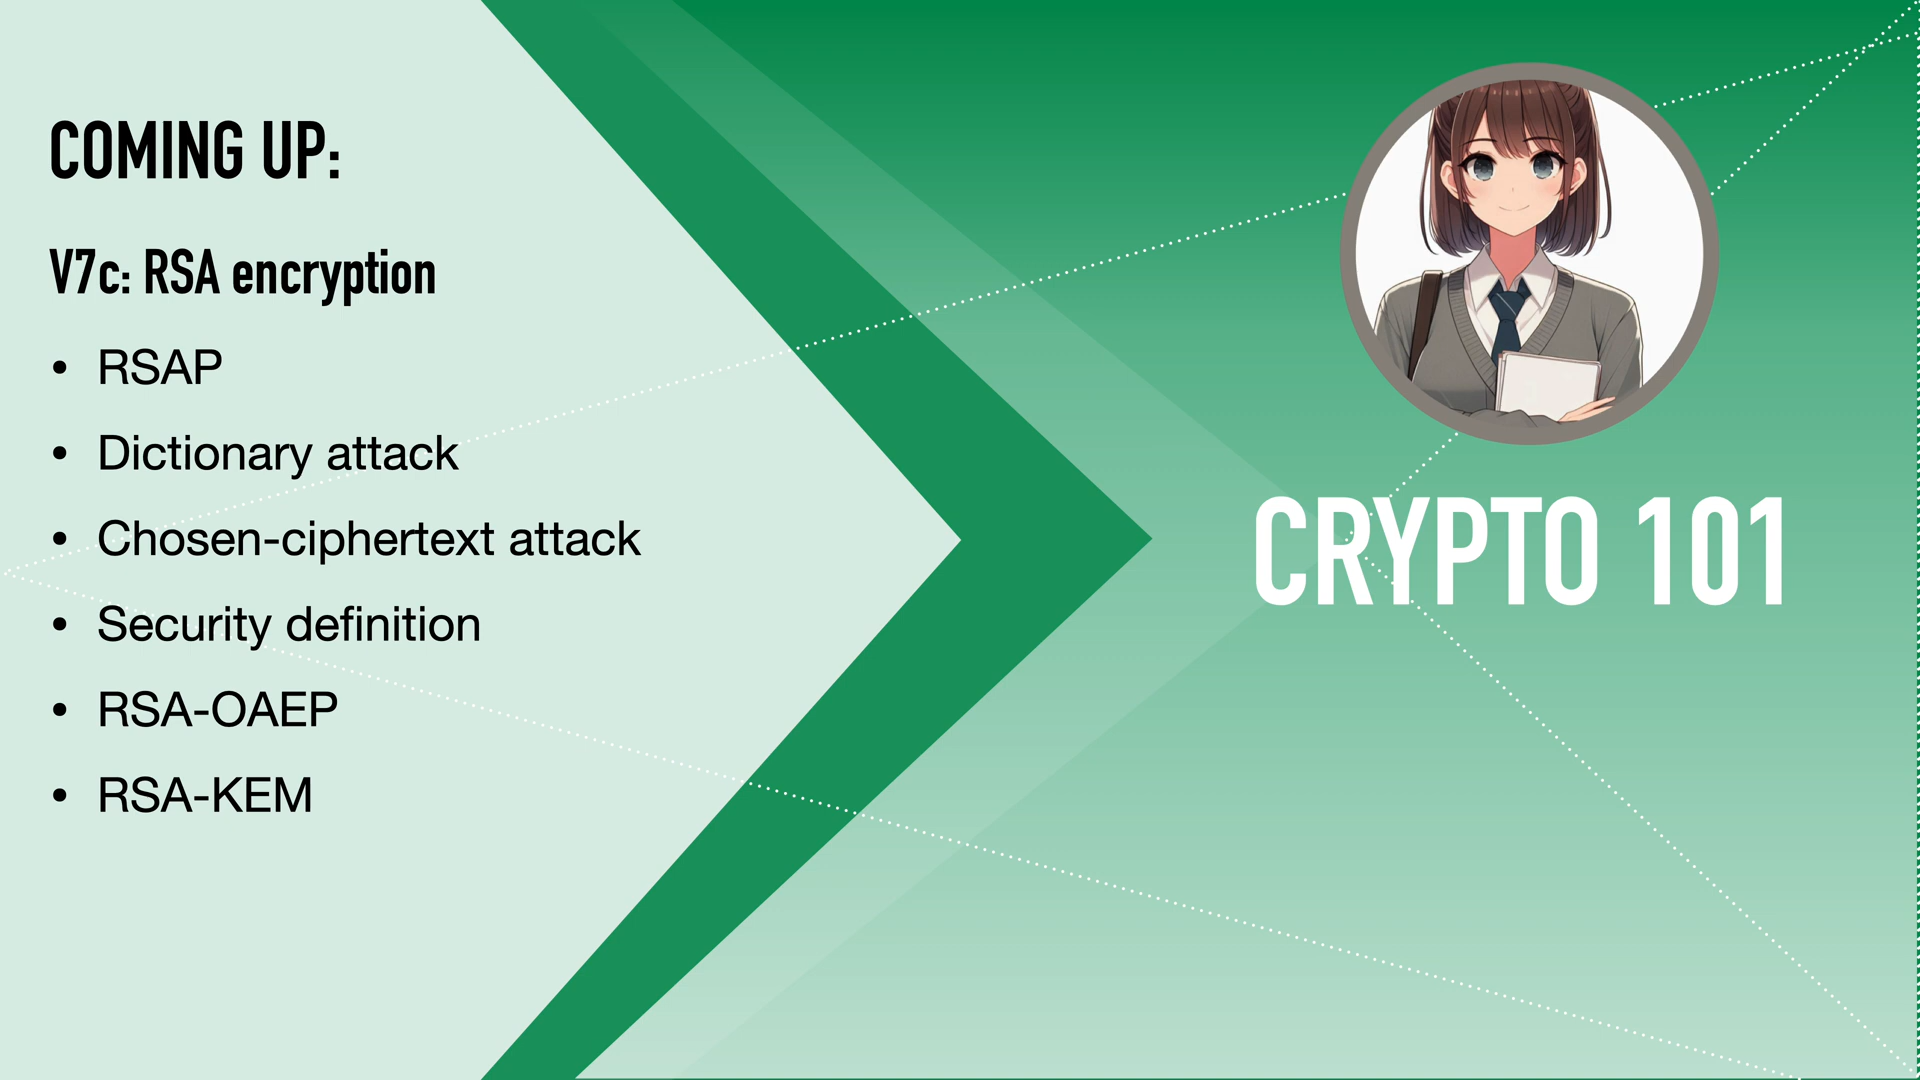 COMING UP:
V7c: RSA encryption
• RSAP
• Dictionary attack
• Chosen-ciphertext attack
• Security definition
• RSA-OAEP
• RSA-KEM
CRYPTO 101